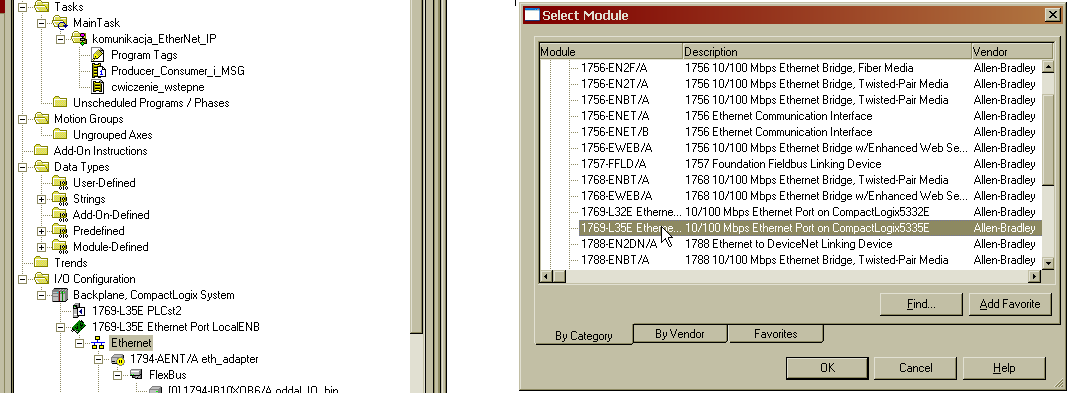 Tasks
MainTask
komunikacja_EtherNet_IP
Program Tags
Producer_Consumer_i_MSG
cwiczenie_wstepne
Unscheduled Programs / Phases
Motion Groups
Ungrouped Axes
Add-On Instructions
Data Types
User-Defined
Strings
Add-On-Defined
Predefined
Module-Defined
Trends
I/O Configuration
Backplane, CompactLogix System
1769-L35E PLCst2
1769-L35E Ethernet Port LocalENB
Ethernet
1794-AENT/A eth_adapter
FlexBus
[0] 1794-IB10XOB6/A oddal_IO_bin
Select Module
Module Description Vendor
1756-EN2F/A 1756 10/100 Mbps Ethernet Bridge, Fiber Media Allen-Bradley
1756-EN2T/A 1756 10/100 Mbps Ethernet Bridge, Twisted-Pair Media Allen-Bradley
1756-ENBT/A 1756 10/100 Mbps Ethernet Bridge, Twisted-Pair Media Allen-Bradley
1756-ENET/A 1756 Ethernet Communication Interface Allen-Bradley
1756-ENET/B 1756 Ethernet Communication Interface Allen-Bradley
1756-EWEB/A 1756 10/100 Mbps Ethernet Bridge w/Enhanced Web Se... Allen-Bradley
1757-FFLD/A 1757 Foundation Fieldbus Linking Device Allen-Bradley
1768-ENBT/A 1768 10/100 Mbps Ethernet Bridge, Twisted-Pair Media Allen-Bradley
1768-EWEB/A 1768 10/100 Mbps Ethernet Bridge w/Enhanced Web Se... Allen-Bradley
1769-L32E Etherne... 10/100 Mbps Ethernet Port on CompactLogix5332E Allen-Bradley
1769-L35E Etherne... 10/100 Mbps Ethernet Port on CompactLogix5335E Allen-Bradley
1788-EN2DN/A 1788 Ethernet to DeviceNet Linking Device Allen-Bradley
1788-ENBT/A 1788 10/100 Mbps Ethernet Bridge, Twisted-Pair Media Allen-Bradley
Find... Add Favorite
By Category By Vendor Favorites
OK Cancel Help